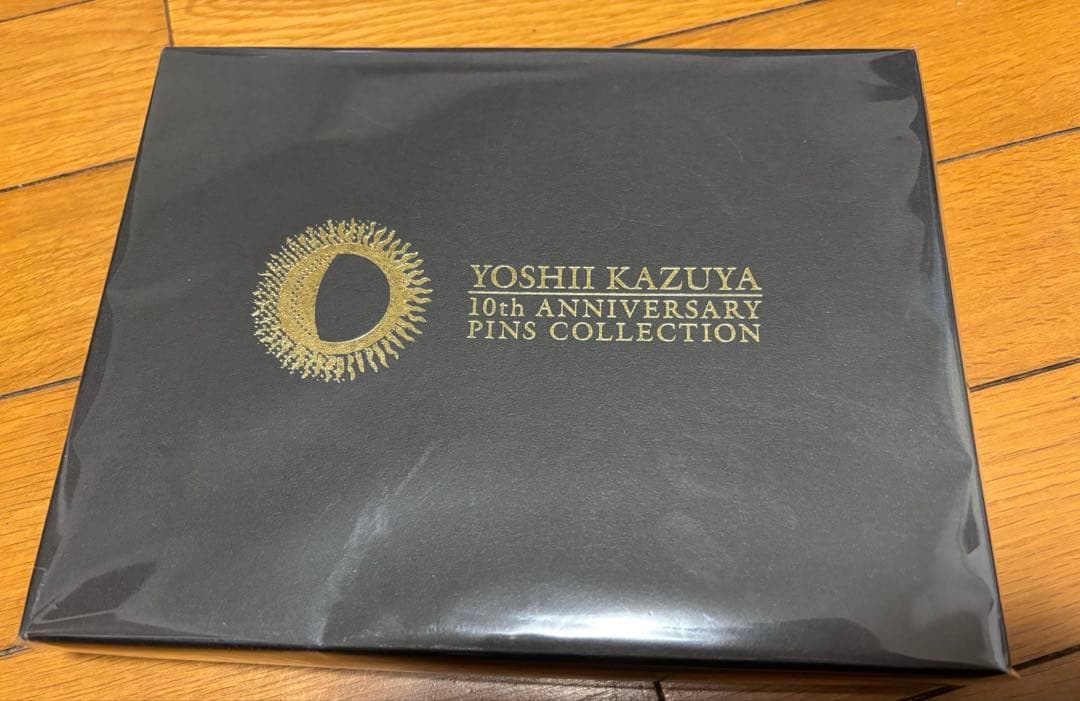 YOSHII KAZUYA
10th ANNIVERSARY
PINS COLLECTION